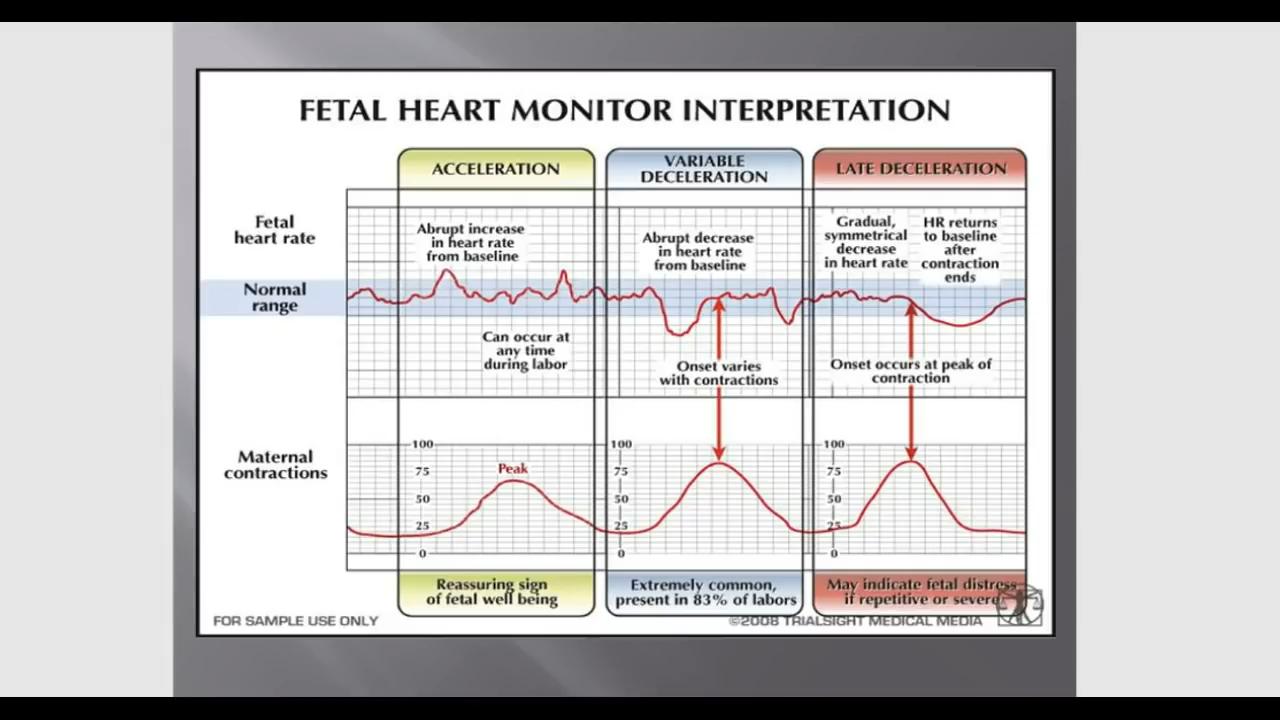 FETAL HEART MONITOR INTERPRETATION
ACCELERATION
VARIABLE
DECELERATION
LATE DECELERATION
Fetal
heart rate
Abrupt increase
in heart rate
from baseline
Abrupt decrease
in heart rate
from baseline
Gradual,
symmetrical
decrease
in heart rate
HR returns
to baseline
after
contraction
ends
Normal
range
Can occur at
any time
during labor
Onset varies
with contractions
Onset occurs at peak of
contraction
Maternal
contractions
100
75
50
25
0
Peak
100
75
50
25
0
100
75
50
25
0
Reassuring sign
of fetal well being
Extremely common,
present in 83% of labors
May indicate fetal distress
if repetitive or severe
FOR SAMPLE USE ONLY
©2008 TRIALSIGHT MEDICAL MEDIA